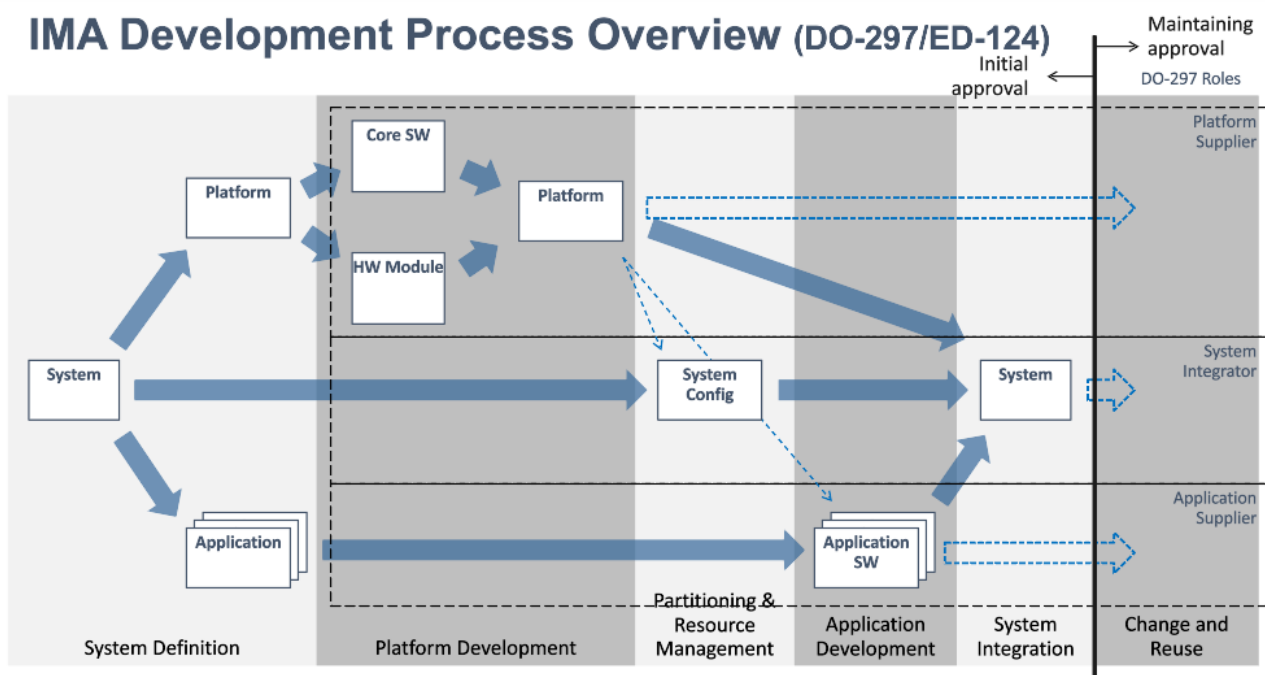 IMA Development Process Overview (DO-297/ED-124)
Maintaining
approval
Initial
approval
DO-297 Roles
Platform
Supplier
Core SW
Platform
Platform
HW Module
System
Integrator
System
System
Config
System
Application
Supplier
Application
Application
SW
System Definition
Platform Development
Partitioning &
Resource
Management
Application
Development
System
Integration
Change and
Reuse